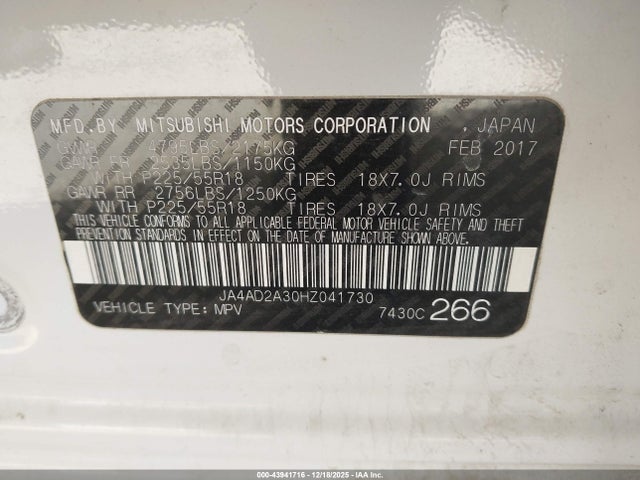 MFD.BY MITSUBISHI MOTORS CORPORATION , JAPAN
GVWR 4795LBS/2175KG FEB 2017
GAWR FR 2535LBS/1150KG
WITH P225/55R18 TIRES 18X7.0J RIMS
GAWR RR 2756LBS/1250KG
WITH P225/55R18 TIRES 18X7.0J RIMS
THIS VEHICLE CONFORMS TO ALL APPLICABLE FEDERAL MOTOR VEHICLE SAFETY AND THEFT
PREVENTION STANDARDS IN EFFECT ON THE DATE OF MANUFACTURE SHOWN ABOVE.
JA4AD2A30HZ041730
VEHICLE TYPE: MPV 7430C 266
000-43941716 - 12/18/2025 - IAA Inc.